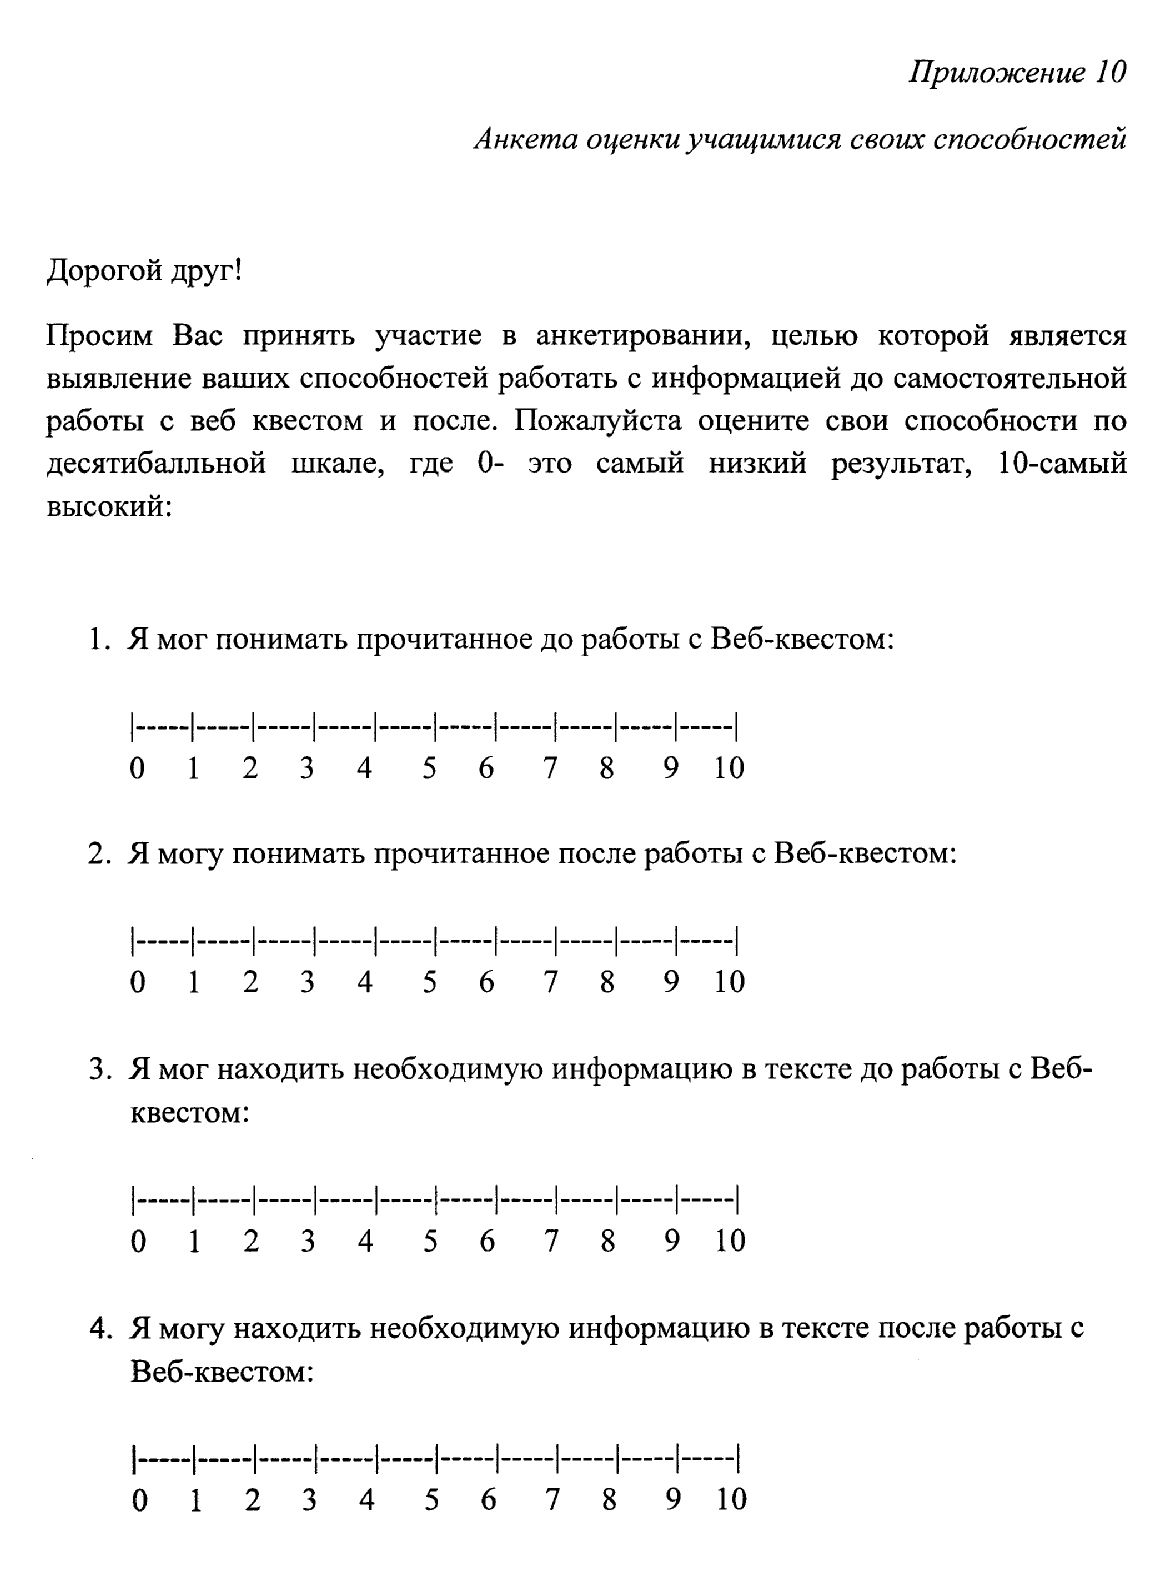 Приложение 10
Анкета оценки учащимися своих способностей
Дорогой друг!
Просим Вас принять участие в анкетировании, целью которой является
выявление ваших способностей работать с информацией до самостоятельной
работы с веб квестом и после. Пожалуйста оцените свои способности по
десятибалльной шкале, где 0- это самый низкий результат, 10-самый
высокий:
1. Я мог понимать прочитанное до работы с Веб-квестом:
|-----|-----|-----|-----|-----|-----|-----|-----|-----|-----|
0 1 2 3 4 5 6 7 8 9 10
2. Я могу понимать прочитанное после работы с Веб-квестом:
|-----|-----|-----|-----|-----|-----|-----|-----|-----|-----|
0 1 2 3 4 5 6 7 8 9 10
3. Я мог находить необходимую информацию в тексте до работы с Веб-
квестом:
|-----|-----|-----|-----|-----|-----|-----|-----|-----|-----|
0 1 2 3 4 5 6 7 8 9 10
4. Я могу находить необходимую информацию в тексте после работы с
Веб-квестом:
|-----|-----|-----|-----|-----|-----|-----|-----|-----|-----|
0 1 2 3 4 5 6 7 8 9 10